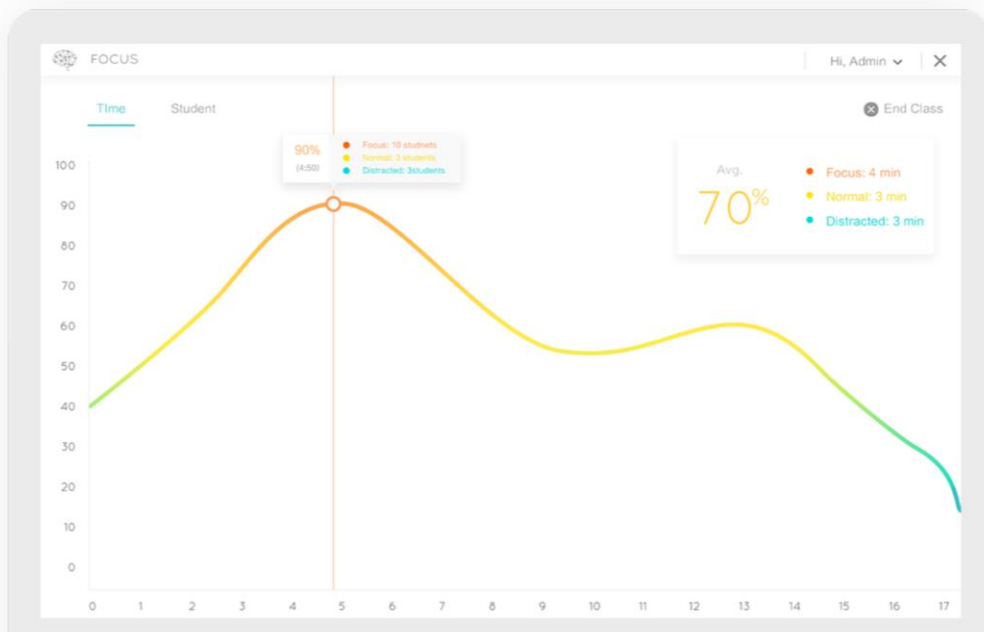 FOCUS
Hi, Admin
TIme
Student
End Class
90%
(4:50)
Focus: 10 studnets
Normal: 3 students
Distracted: 3students
Avg.
70%
Focus: 4 min
Normal: 3 min
Distracted: 3 min
100
90
80
70
60
50
40
30
20
10
0
0 1 2 3 4 5 6 7 8 9 10 11 12 13 14 15 16 17